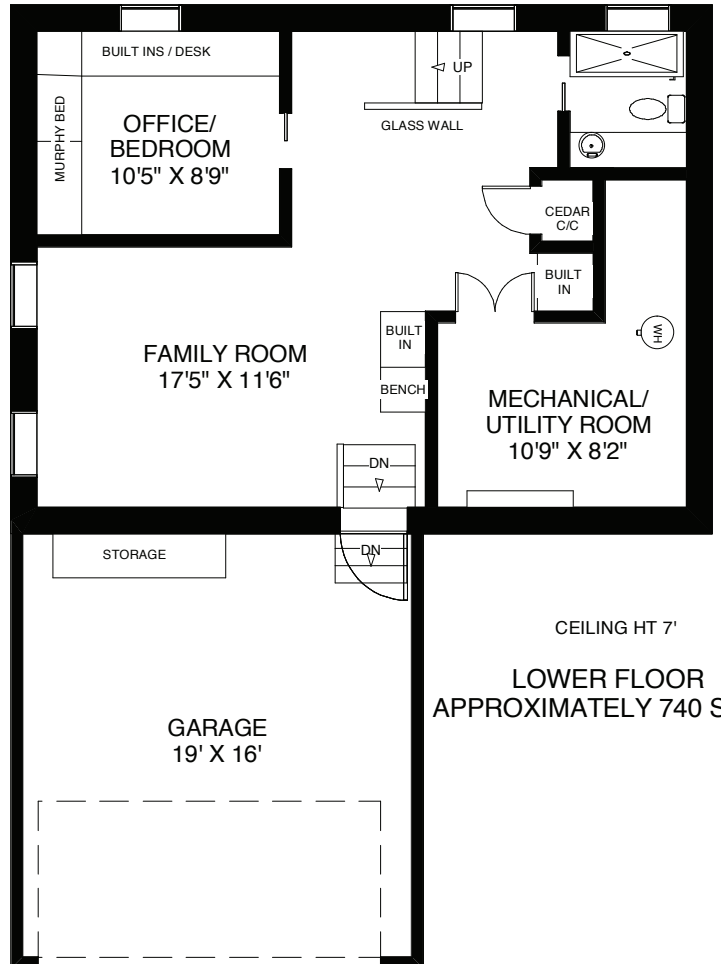 BUILT INS / DESK
UP
MURPHY BED
OFFICE/
BEDROOM
10'5" X 8'9"
GLASS WALL
CEDAR
C/C
BUILT
IN
WH
BUILT
IN
FAMILY ROOM
17'5" X 11'6"
BENCH
MECHANICAL/
UTILITY ROOM
10'9" X 8'2"
DN
STORAGE
DN
CEILING HT 7'
LOWER FLOOR
APPROXIMATELY 740 S
GARAGE
19' X 16'